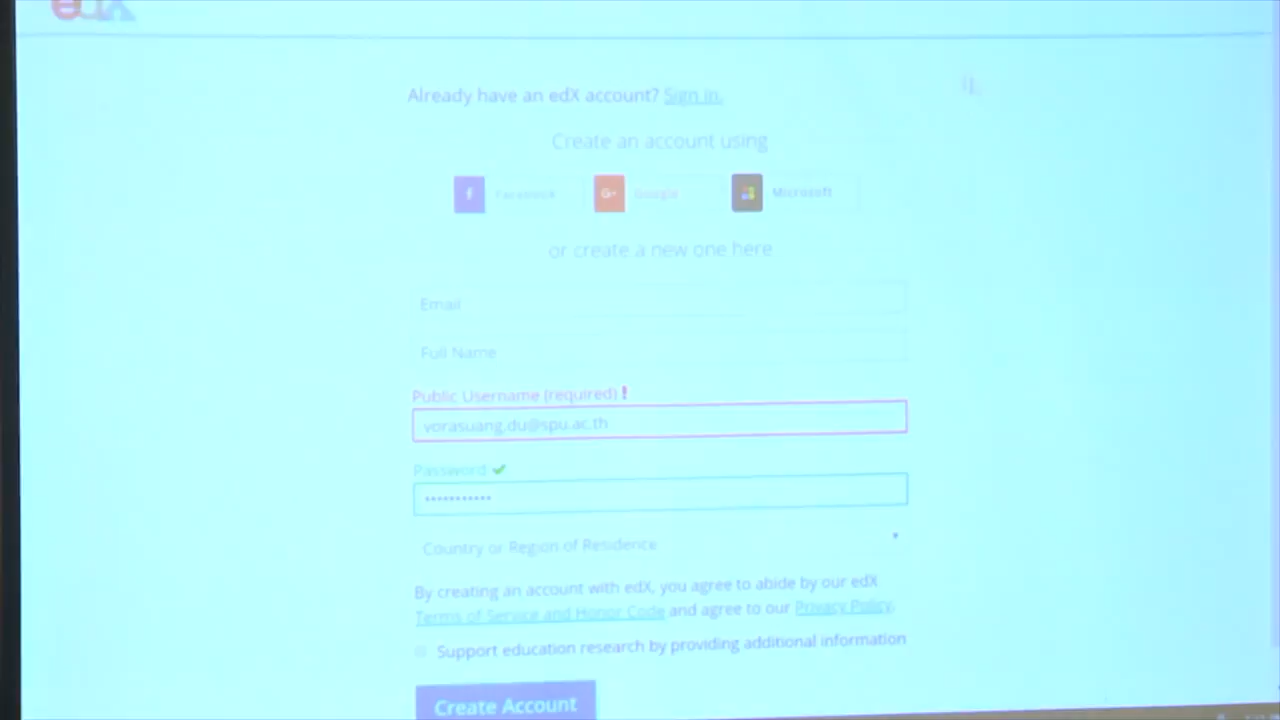 edX
Already have an edX account? Sign in.
Create an account using
f Facebook G+ Google Microsoft
or create a new one here
Email
Full Name
Public Username (required) !
vorasuang.du@spu.ac.th
Password
•••••••••••
Country or Region of Residence
By creating an account with edX, you agree to abide by our edX
Terms of Service and Honor Code and agree to our Privacy Policy.
Support education research by providing additional information
Create Account